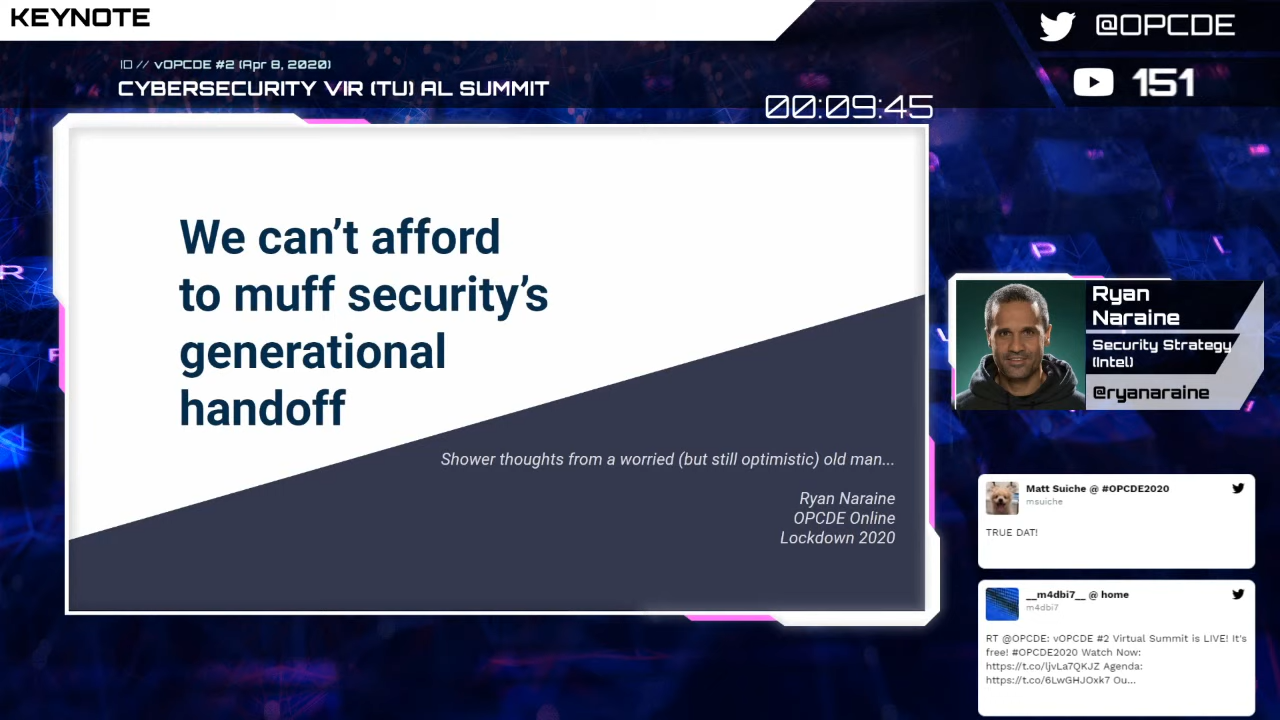 KEYNOTE
@OPCDE
ID // vOPCDE #2 (Apr 8, 2020)
CYBERSECURITY VIR (TU) AL SUMMIT
151
00:09:45
We can’t afford
to muff security’s
generational
handoff
Shower thoughts from a worried (but still optimistic) old man...
Ryan Naraine
OPCDE Online
Lockdown 2020
Ryan
Naraine
Security Strategy
(Intel)
@ryanaraine
Matt Suiche @ #OPCDE2020
msuiche
TRUE DAT!
__m4dbi7__ @ home
m4dbi7
RT @OPCDE: vOPCDE #2 Virtual Summit is LIVE! It's
free! #OPCDE2020 Watch Now:
https://t.co/ljvLa7QKJZ Agenda:
https://t.co/6LwGHJOxk7 Ou...
R
P